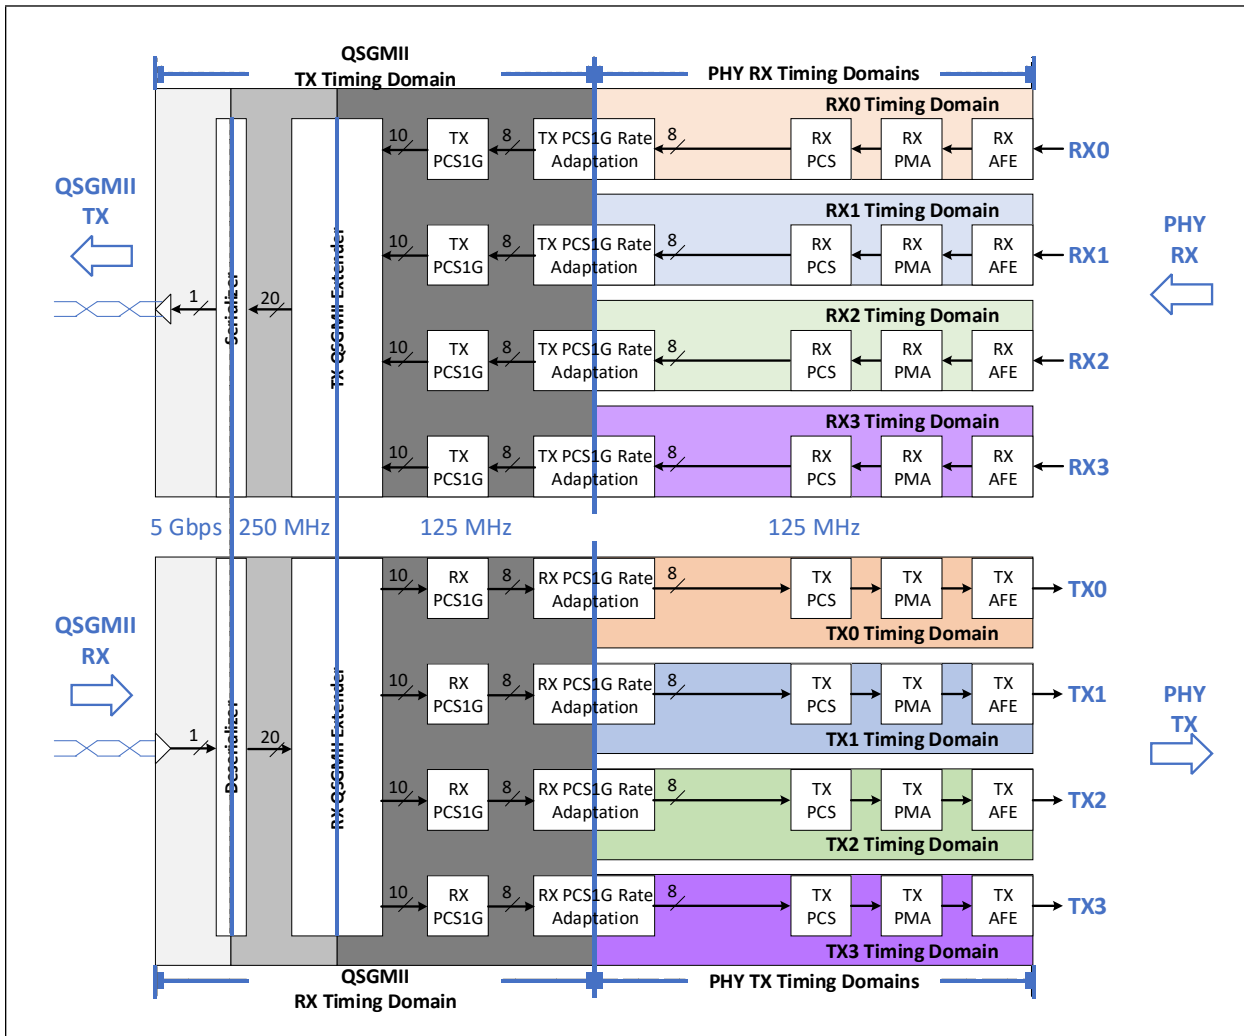 QSGMII
TX Timing Domain
PHY RX Timing Domains
RX0 Timing Domain
10
TX
PCS1G
8
TX PCS1G Rate
Adaptation
8
RX
PCS
RX
PMA
RX
AFE
RX0
QSGMII
TX
RX1 Timing Domain
10
TX
PCS1G
8
TX PCS1G Rate
Adaptation
8
RX
PCS
RX
PMA
RX
AFE
RX1
PHY
RX
1
Serializer
20
TX QSGMII Extender
RX2 Timing Domain
10
TX
PCS1G
8
TX PCS1G Rate
Adaptation
8
RX
PCS
RX
PMA
RX
AFE
RX2
RX3 Timing Domain
10
TX
PCS1G
8
TX PCS1G Rate
Adaptation
8
RX
PCS
RX
PMA
RX
AFE
RX3
5 Gbps
250 MHz
125 MHz
125 MHz
10
RX
PCS1G
8
RX PCS1G Rate
Adaptation
8
TX
PCS
TX
PMA
TX
AFE
TX0
TX0 Timing Domain
QSGMII
RX
10
RX
PCS1G
8
RX PCS1G Rate
Adaptation
8
TX
PCS
TX
PMA
TX
AFE
TX1
TX1 Timing Domain
PHY
TX
1
Deserializer
20
RX QSGMII Extender
10
RX
PCS1G
8
RX PCS1G Rate
Adaptation
8
TX
PCS
TX
PMA
TX
AFE
TX2
TX2 Timing Domain
10
RX
PCS1G
8
RX PCS1G Rate
Adaptation
8
TX
PCS
TX
PMA
TX
AFE
TX3
TX3 Timing Domain
QSGMII
RX Timing Domain
PHY TX Timing Domains